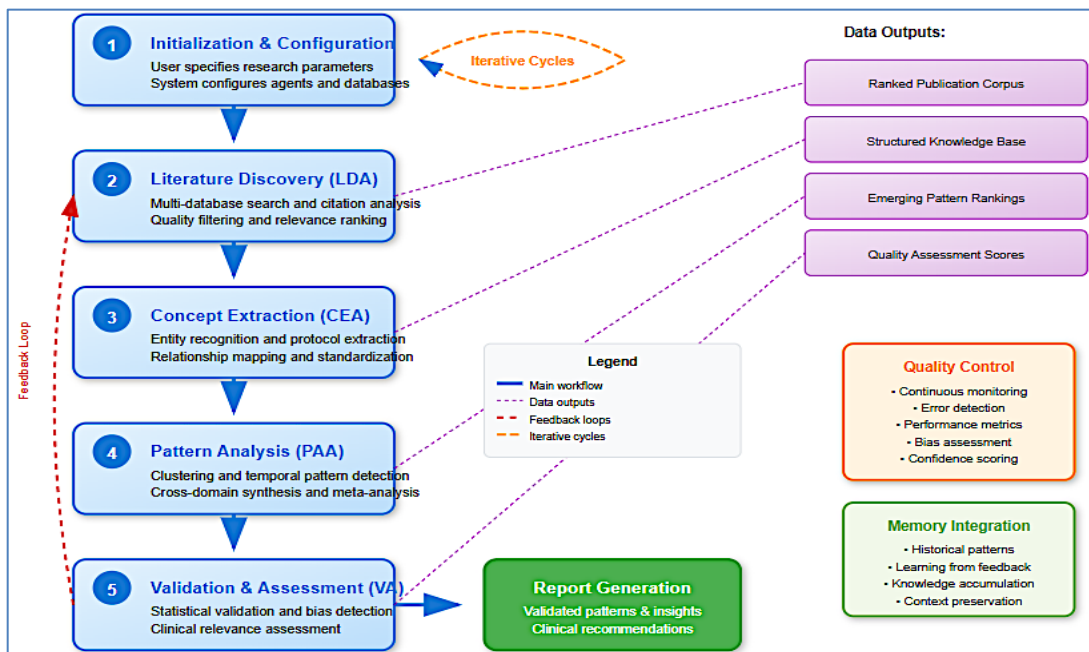 1
Initialization & Configuration
User specifies research parameters
System configures agents and databases
Iterative Cycles
Data Outputs:
Ranked Publication Corpus
Structured Knowledge Base
Emerging Pattern Rankings
Quality Assessment Scores
2
Literature Discovery (LDA)
Multi-database search and citation analysis
Quality filtering and relevance ranking
Feedback Loop
3
Concept Extraction (CEA)
Entity recognition and protocol extraction
Relationship mapping and standardization
Legend
Main workflow
Data outputs
Feedback loops
Iterative cycles
Quality Control
• Continuous monitoring
• Error detection
• Performance metrics
• Bias assessment
• Confidence scoring
4
Pattern Analysis (PAA)
Clustering and temporal pattern detection
Cross-domain synthesis and meta-analysis
Memory Integration
• Historical patterns
• Learning from feedback
• Knowledge accumulation
• Context preservation
5
Validation & Assessment (VA)
Statistical validation and bias detection
Clinical relevance assessment
Report Generation
Validated patterns & insights
Clinical recommendations